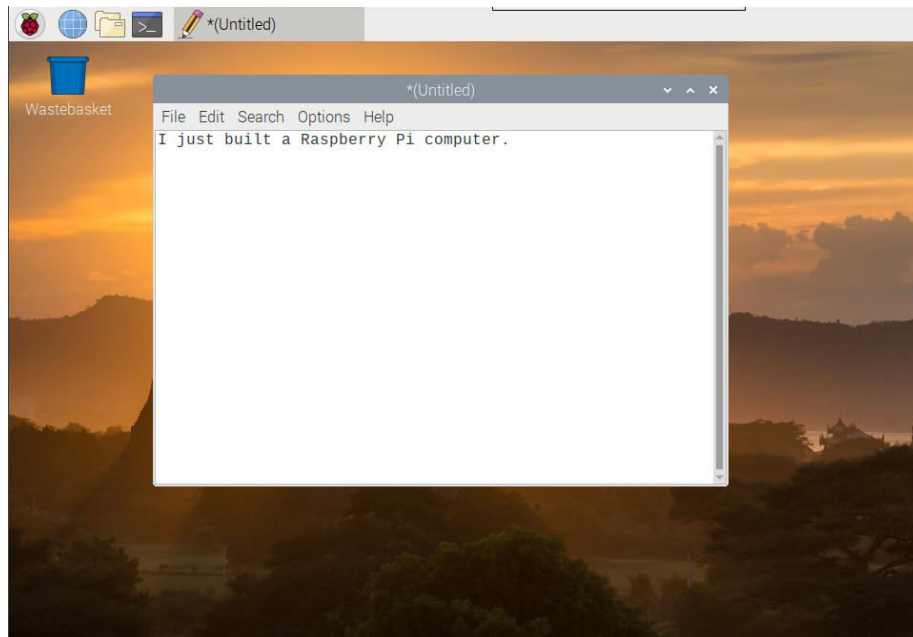 *(Untitled)
Wastebasket
*(Untitled)
File Edit Search Options Help
I just built a Raspberry Pi computer.